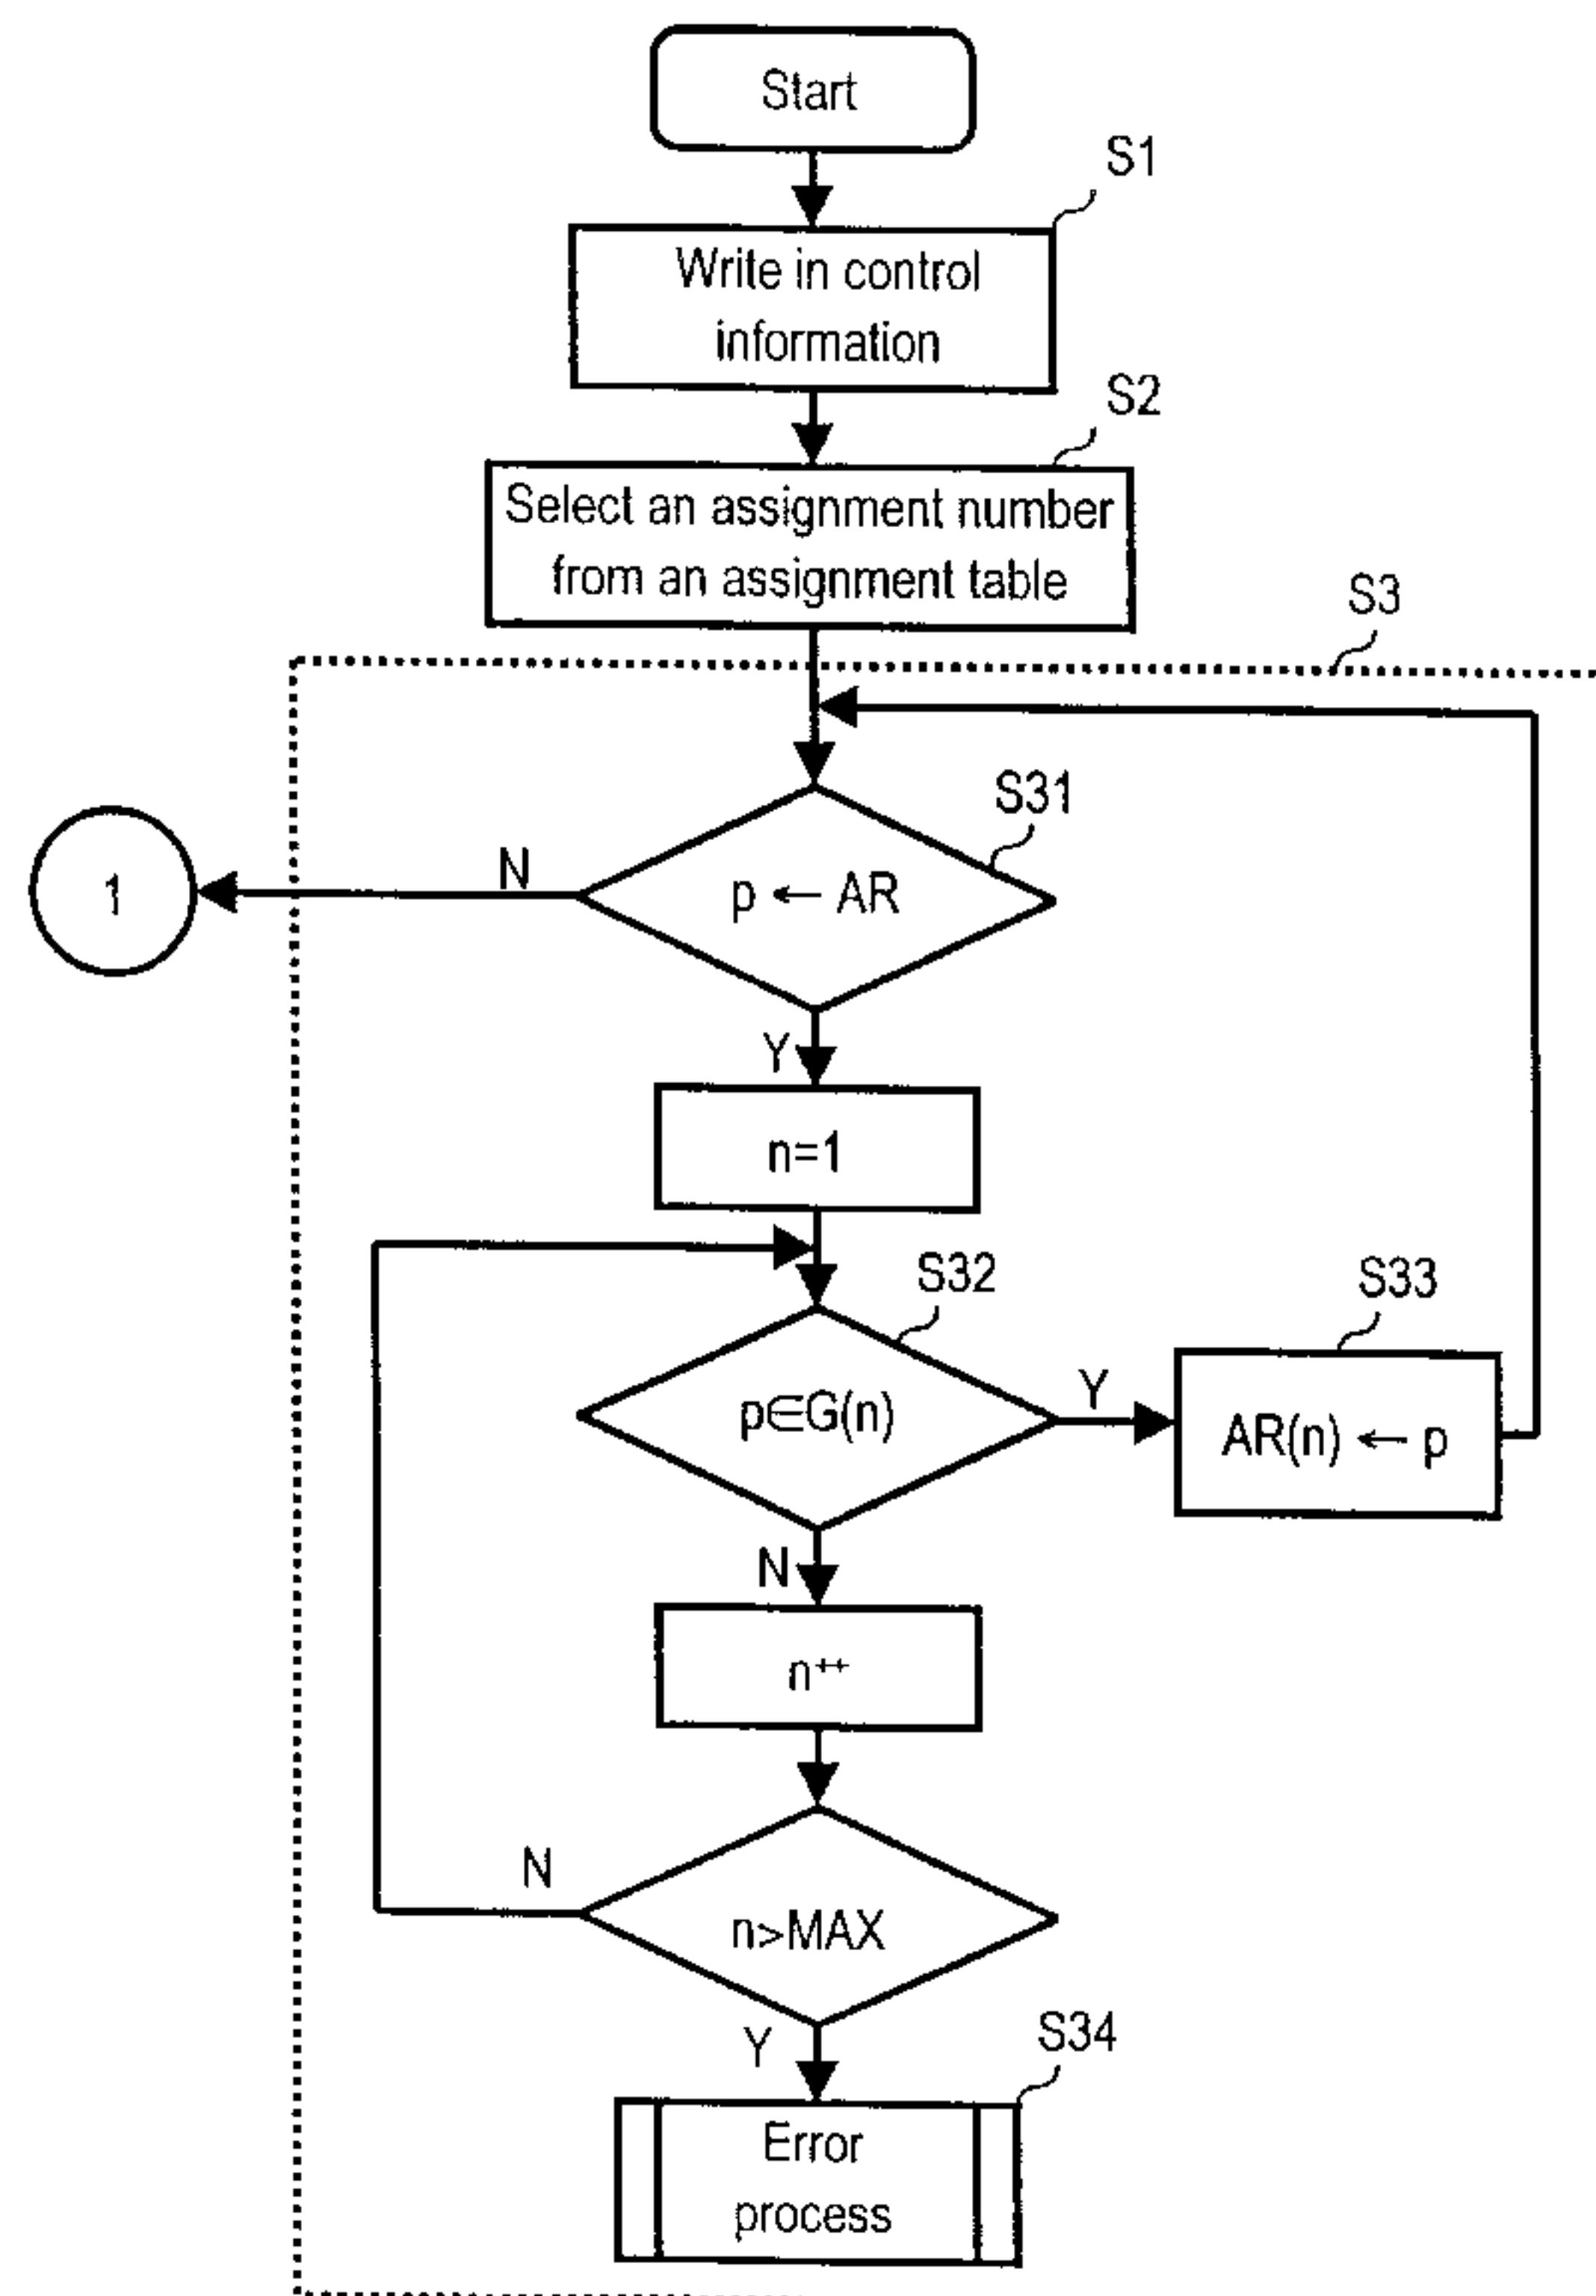 Start
S1
Write in control
information
S2
Select an assignment number
from an assignment table
S3
S31
p ← AR
N
1
Y
n=1
S32
p∈G(n)
Y
S33
AR(n) ← p
N
n++
N
n>MAX
Y
S34
Error
process